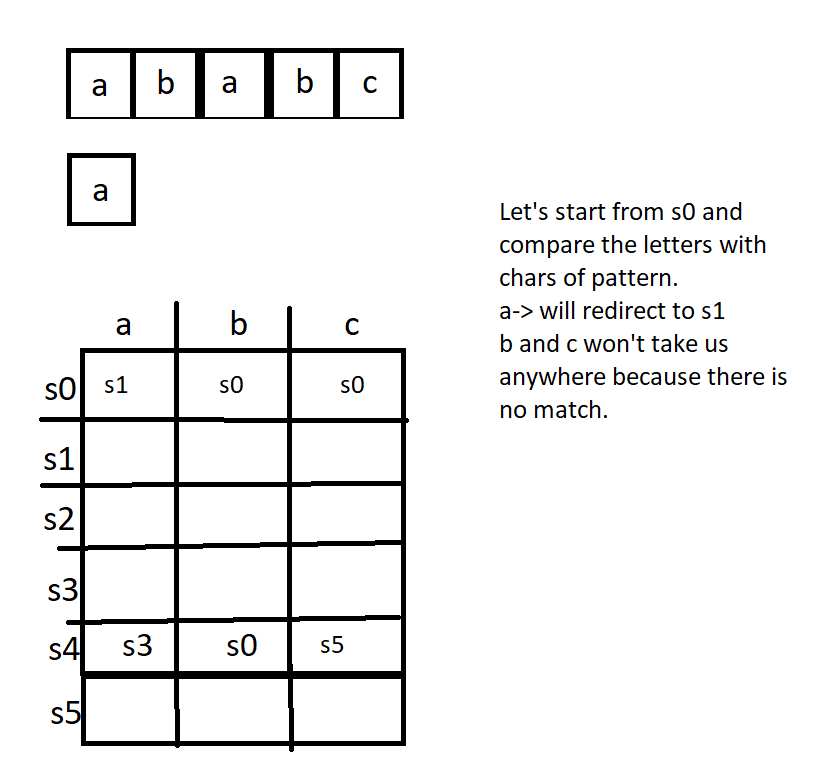 a b a b c
a
a b c
s0 s1 s0 s0
s1
s2
s3
s4 s3 s0 s5
s5
Let's start from s0 and
compare the letters with
chars of pattern.
a-> will redirect to s1
b and c won't take us
anywhere because there is
no match.